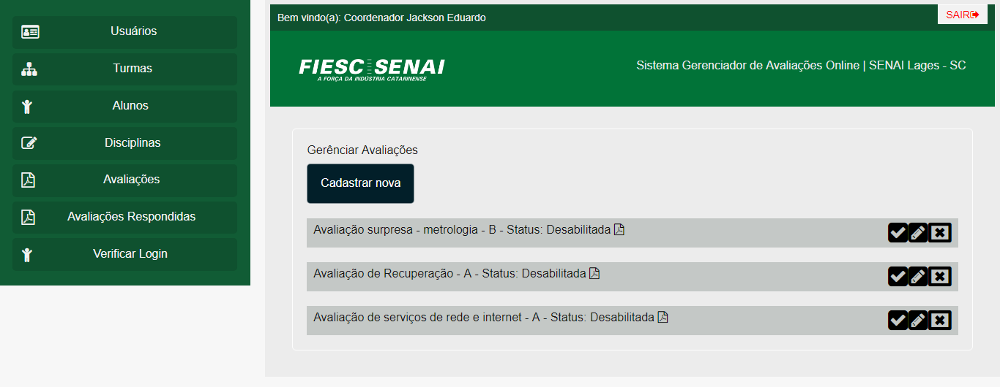 Usuários
Turmas
Alunos
Disciplinas
Avaliações
Avaliações Respondidas
Verificar Login
Bem vindo(a): Coordenador Jackson Eduardo
SAIR
FIESC SENAI
A FORÇA DA INDÚSTRIA CATARINENSE
Sistema Gerenciador de Avaliações Online | SENAI Lages - SC
Gerênciar Avaliações
Cadastrar nova
Avaliação surpresa - metrologia - B - Status: Desabilitada
Avaliação de Recuperação - A - Status: Desabilitada
Avaliação de serviços de rede e internet - A - Status: Desabilitada